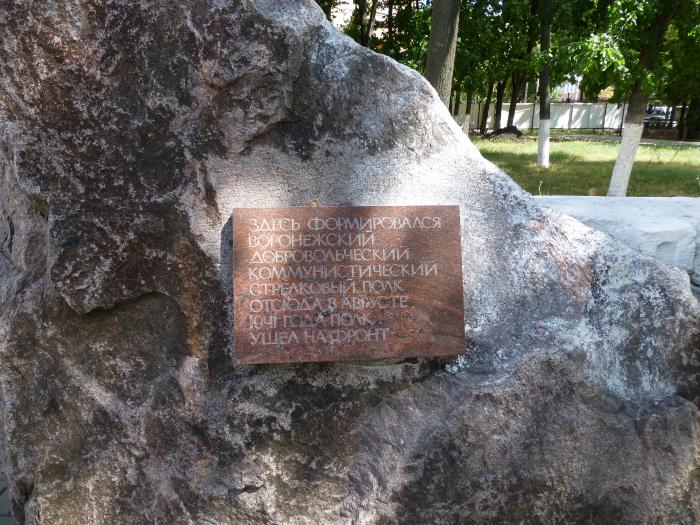 ЗДЕСЬ ФОРМИРОВАЛСЯ
ВОРОНЕЖСКИЙ
ДОБРОВОЛЬЧЕСКИЙ
КОММУНИСТИЧЕСКИЙ
СТРЕЛКОВЫЙ ПОЛК
ОТСЮДА В АВГУСТЕ
1941 ГОДА ПОЛК
УШЕЛ НА ФРОНТ